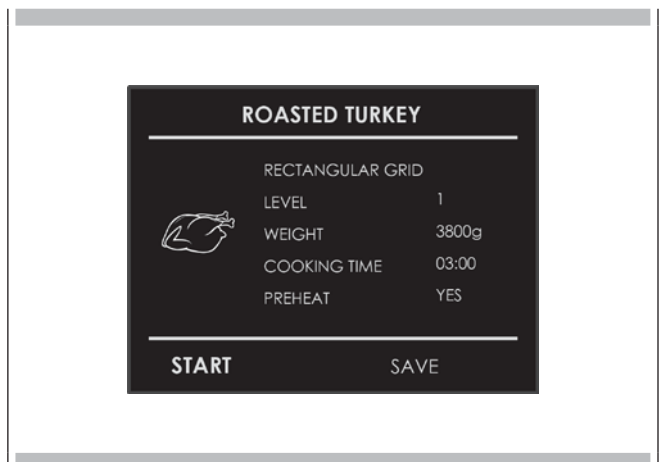 ROASTED TURKEY
RECTANGULAR GRID
LEVEL 1
WEIGHT 3800g
COOKING TIME 03:00
PREHEAT YES
START SAVE